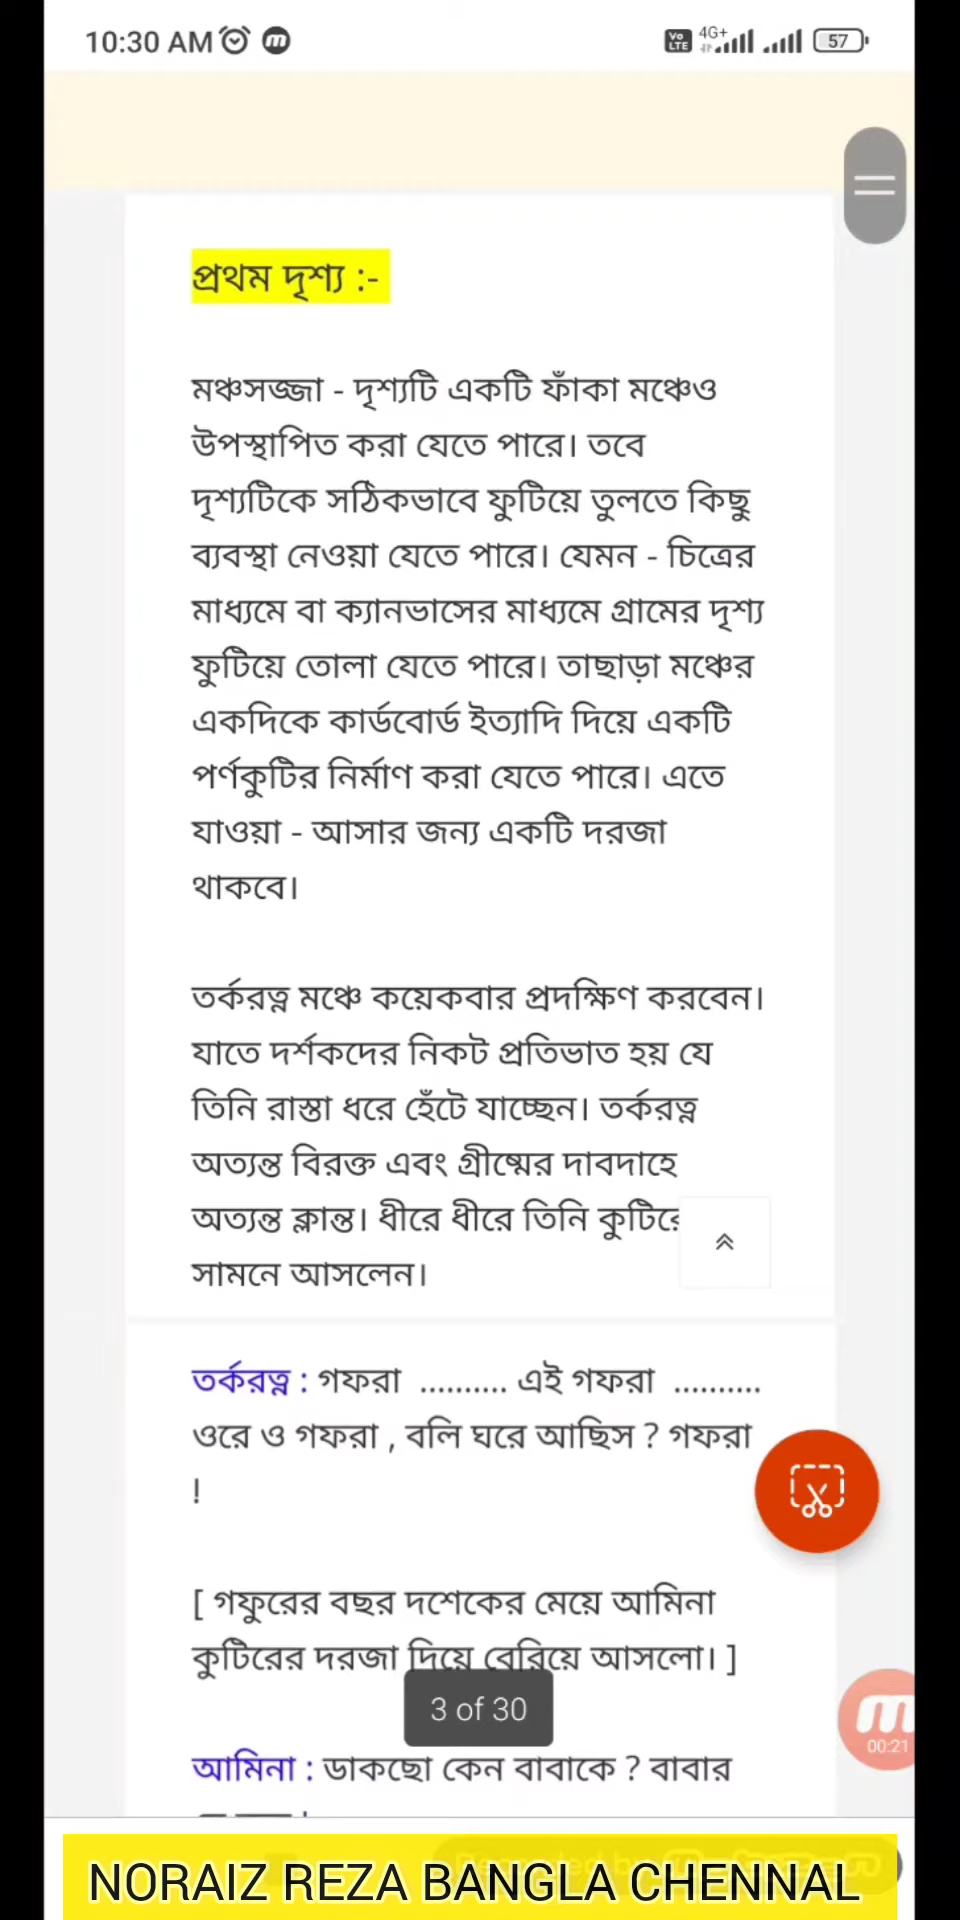 10:30 AM
Vo LTE 4G+ 57
প্রথম দৃশ্য :-
মঞ্চসজ্জা - দৃশ্যটি একটি ফাঁকা মঞ্চেও
উপস্থাপিত করা যেতে পারে। তবে
দৃশ্যটিকে সঠিকভাবে ফুটিয়ে তুলতে কিছু
ব্যবস্থা নেওয়া যেতে পারে। যেমন - চিত্রের
মাধ্যমে বা ক্যানভাসের মাধ্যমে গ্রামের দৃশ্য
ফুটিয়ে তোলা যেতে পারে। তাছাড়া মঞ্চের
একদিকে কার্ডবোর্ড ইত্যাদি দিয়ে একটি
পর্ণকুটির নির্মাণ করা যেতে পারে। এতে
যাওয়া - আসার জন্য একটি দরজা
থাকবে।
তর্করত্ন মঞ্চে কয়েকবার প্রদক্ষিণ করবেন।
যাতে দর্শকদের নিকট প্রতিভাত হয় যে
তিনি রাস্তা ধরে হেঁটে যাচ্ছেন। তর্করত্ন
অত্যন্ত বিরক্ত এবং গ্রীষ্মের দাবদাহে
অত্যন্ত ক্লান্ত। ধীরে ধীরে তিনি
সামনে আসলেন।
তর্করত্ন : গফরা .......... এই গফরা ..........
ওরে ও গফরা , বলি ঘরে আছিস ? গফরা
!
[ গফুরের বছর দশেকের মেয়ে আমিনা
কুটিরের দরজা দিয়ে বেরিয়ে আসলো। ]
3 of 30
00:21
আমিনা : ডাকছো কেন বাবাকে ? বাবার
NORAIZ REZA BANGLA CHENNAL